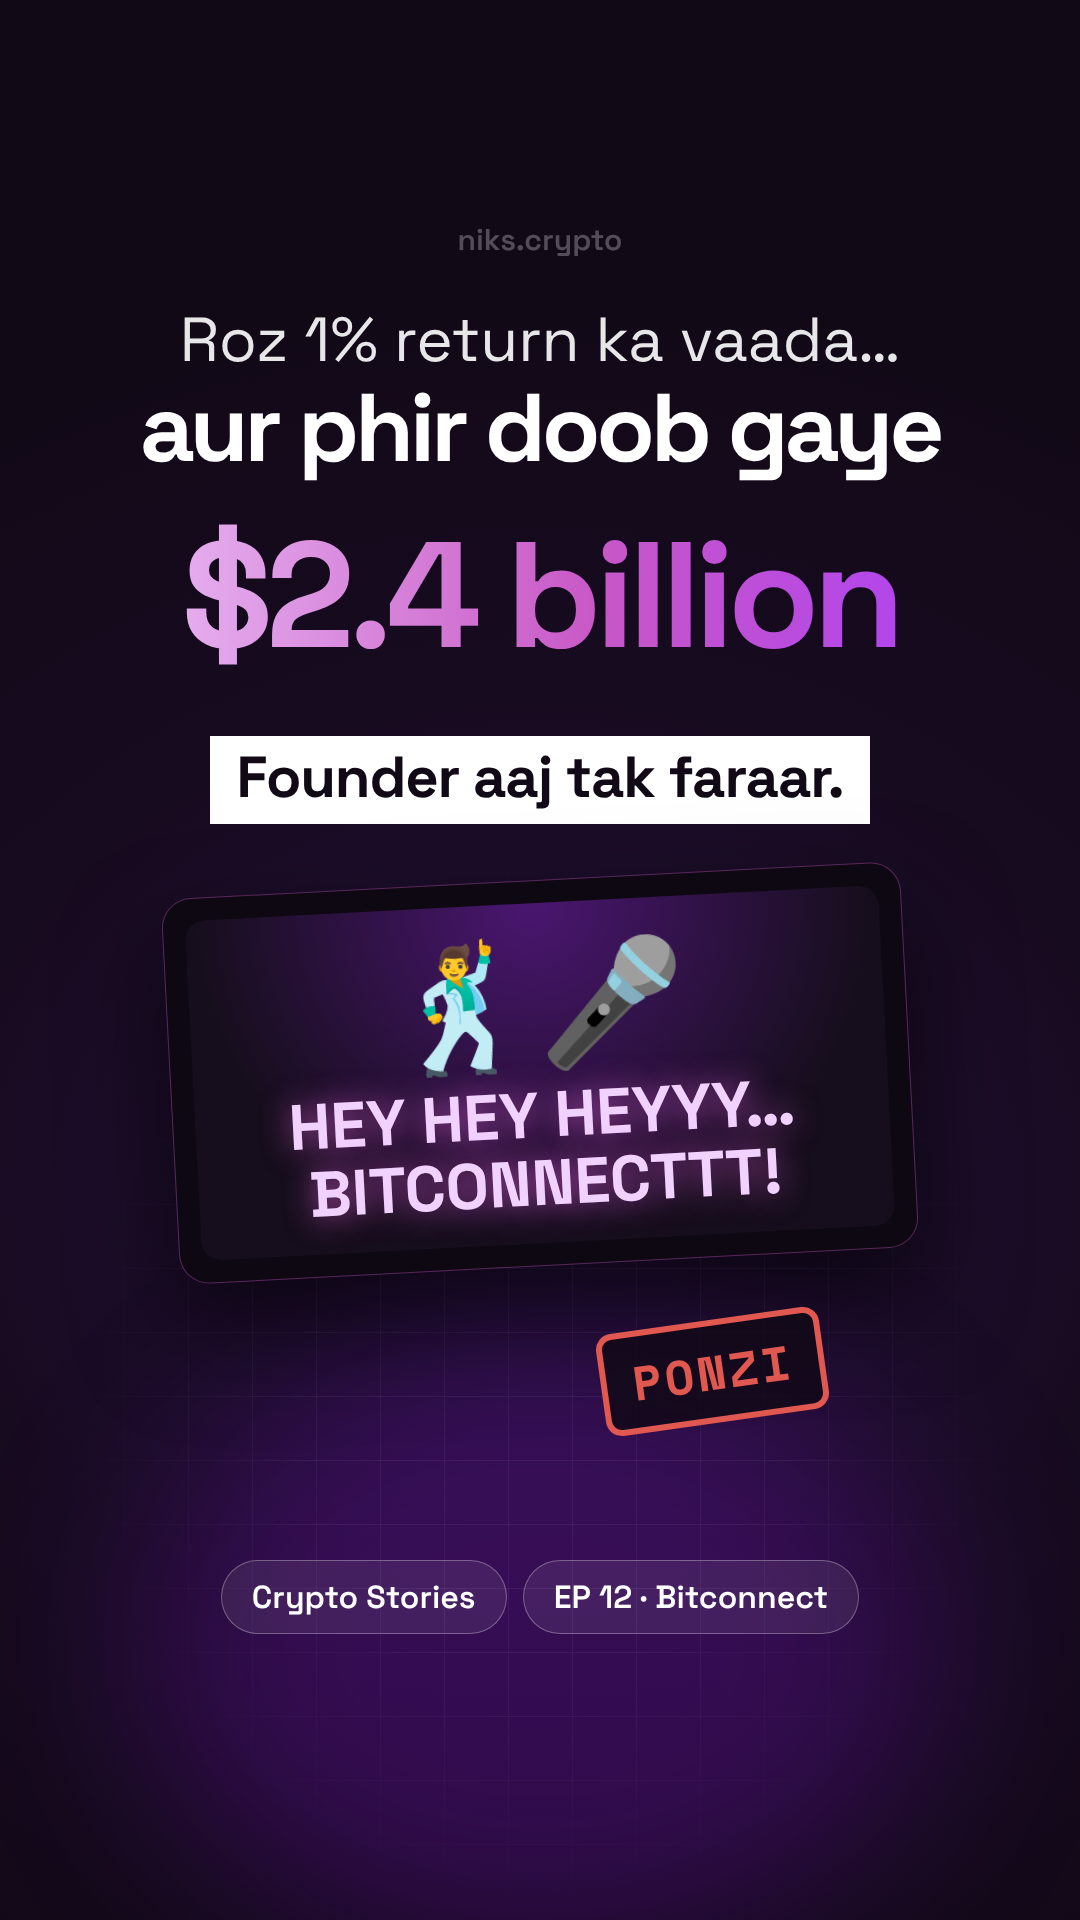 niks.crypto
Roz 1% return ka vaada...
aur phir doob gaye
$2.4 billion
Founder aaj tak faraar.
HEY HEY HEYYY...
BITCONNECTTT!
PONZI
Crypto Stories
EP 12 · Bitconnect